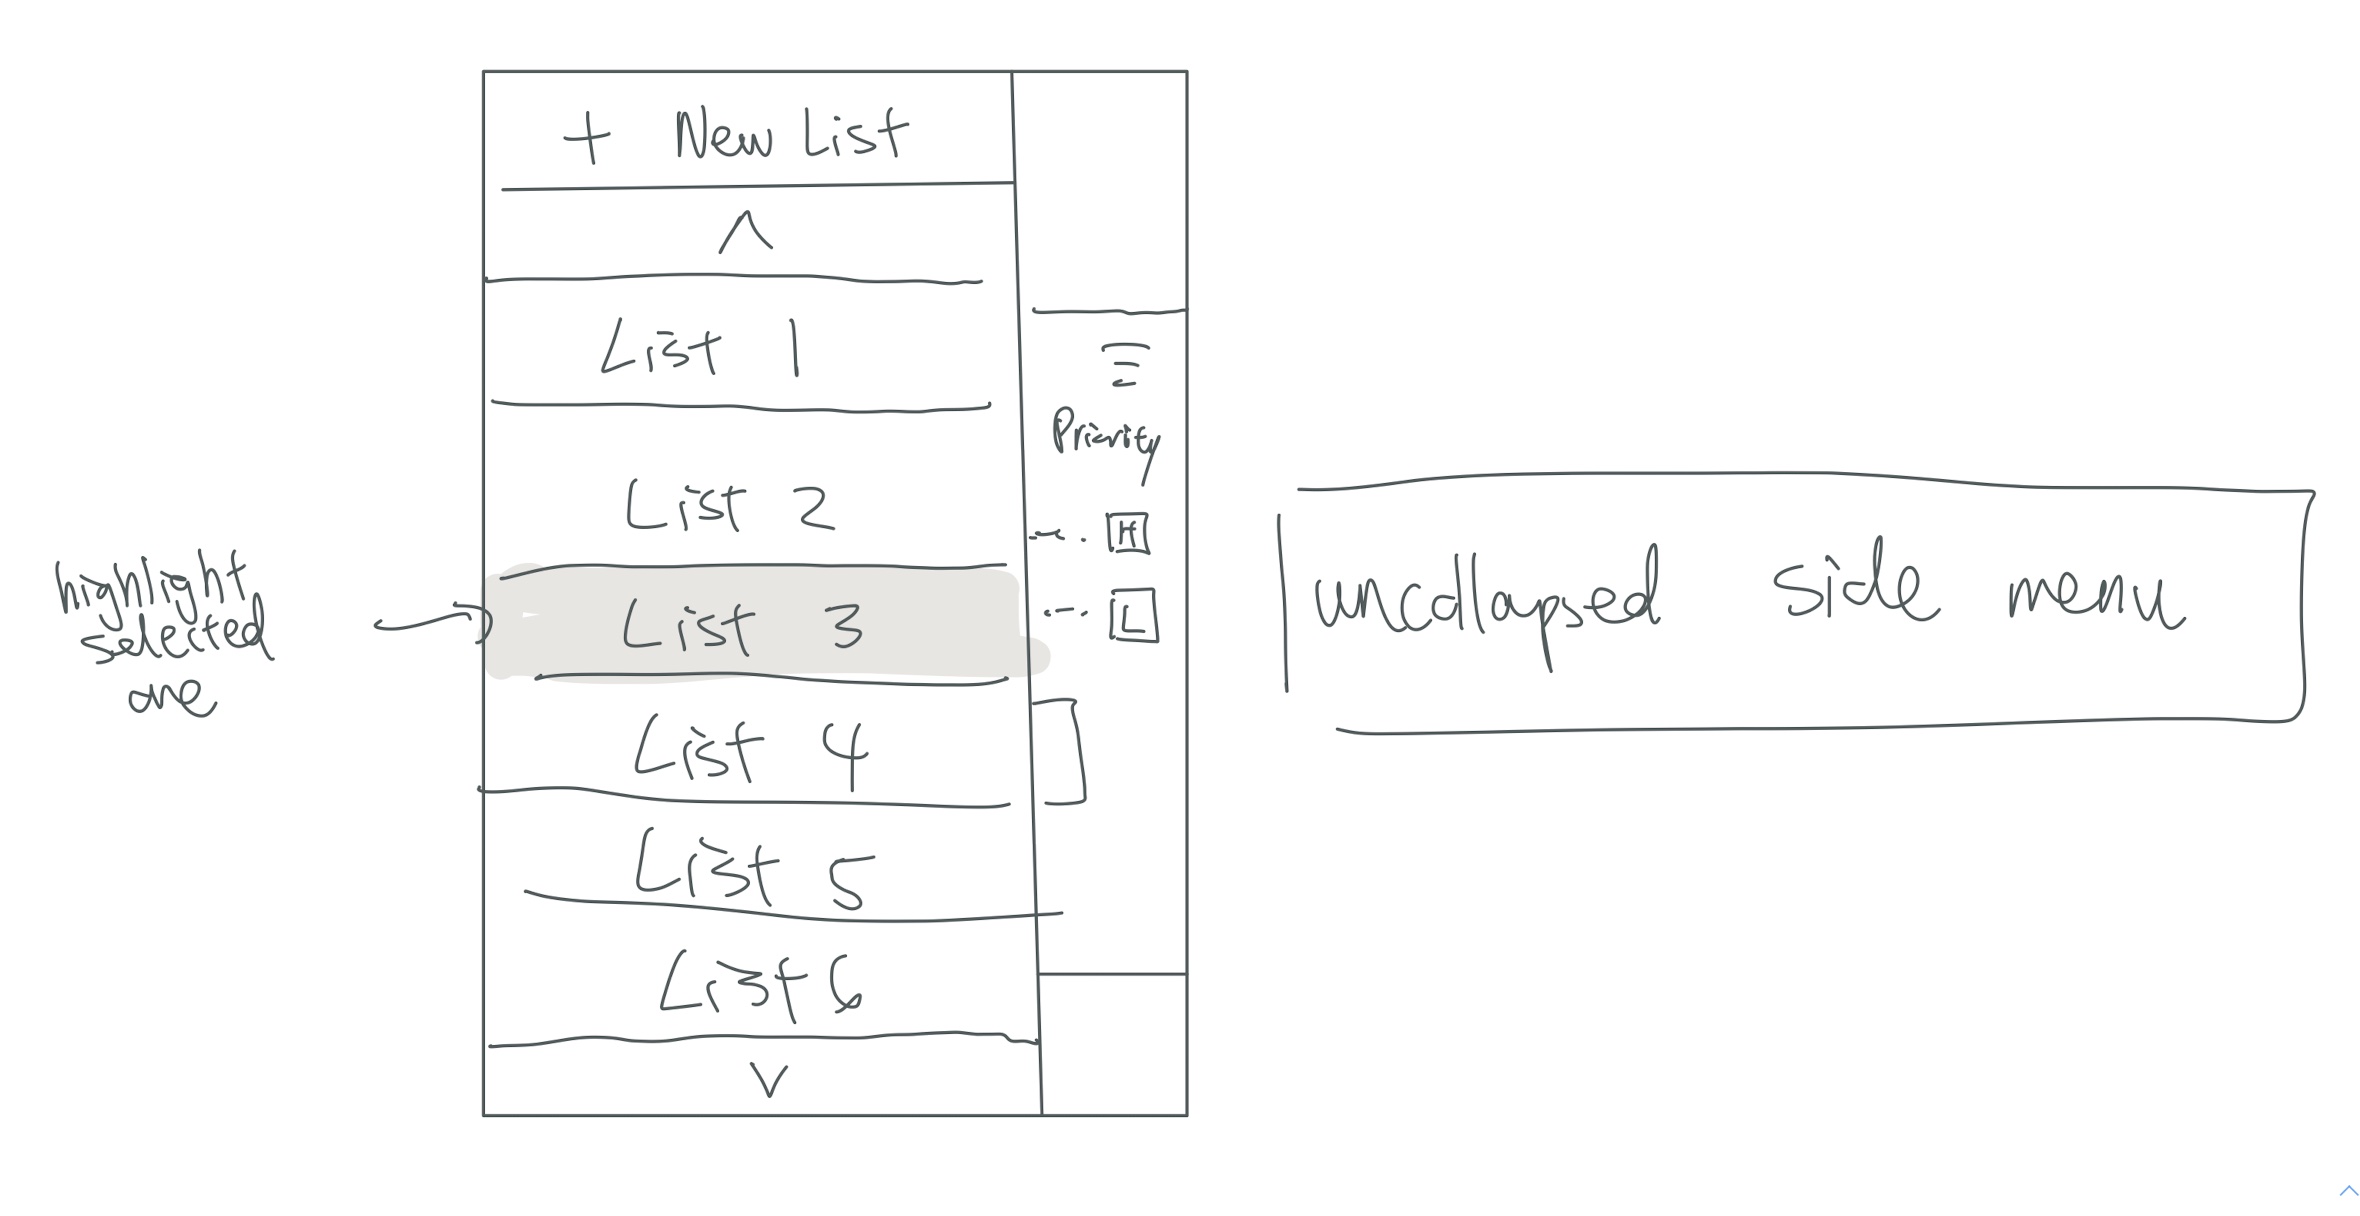 + New List
^
List 1
List 2
List 3
List 4
List 5
List 6
V
Priority
H
L
highlight
selected
one
uncollapsed side menu